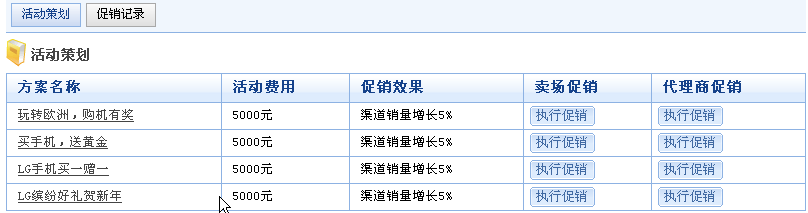 活动策划 促销记录
活动策划
方案名称 活动费用 促销效果 卖场促销 代理商促销
玩转欧洲，购机有奖 5000元 渠道销量增长5% 执行促销 执行促销
买手机，送黄金 5000元 渠道销量增长5% 执行促销 执行促销
LG手机买一赠一 5000元 渠道销量增长5% 执行促销 执行促销
LG缤纷好礼贺新年 5000元 渠道销量增长5% 执行促销 执行促销